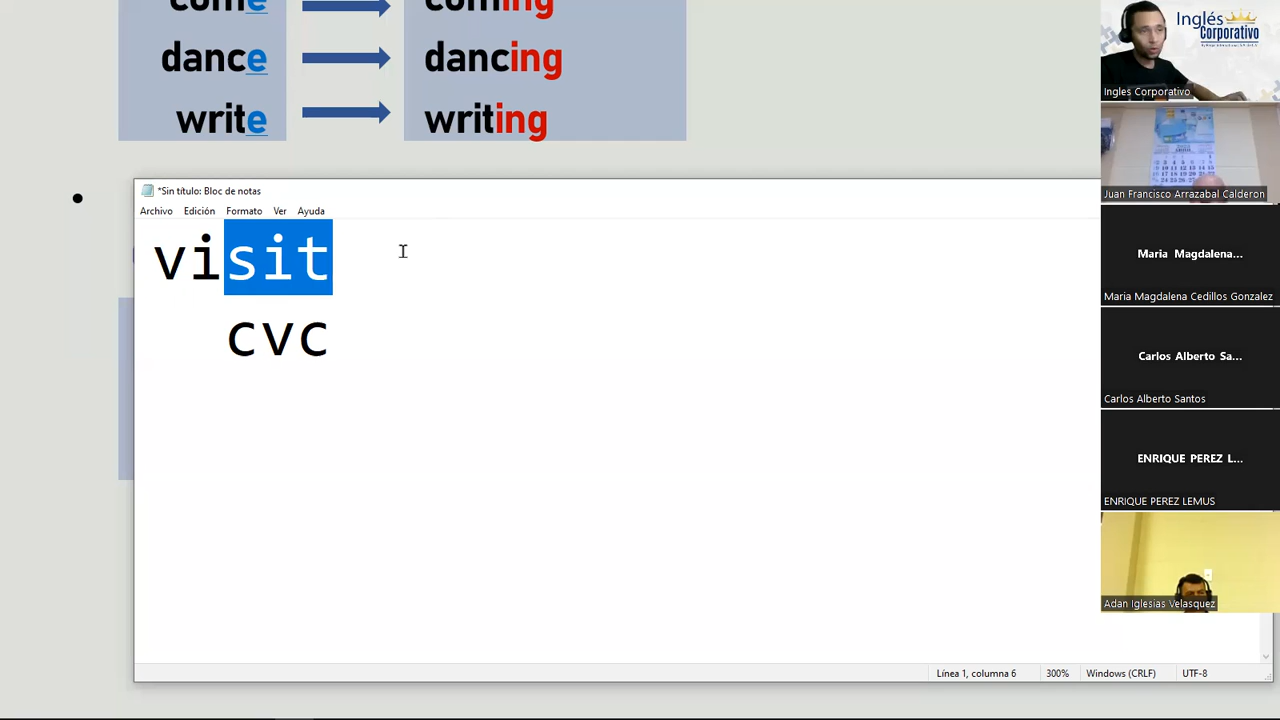 come coming
dance dancing
write writing
*Sin título: Bloc de notas
Archivo Edición Formato Ver Ayuda
visit
cvc
Línea 1, columna 6 300% Windows (CRLF) UTF-8
Inglés
Corporativo
Ingles Corporativo
Juan Francisco Arrazabal Calderon
Maria Magdalena...
Maria Magdalena Cedillos Gonzalez
Carlos Alberto Sa...
Carlos Alberto Santos
ENRIQUE PEREZ L...
ENRIQUE PEREZ LEMUS
Adan Iglesias Velasquez